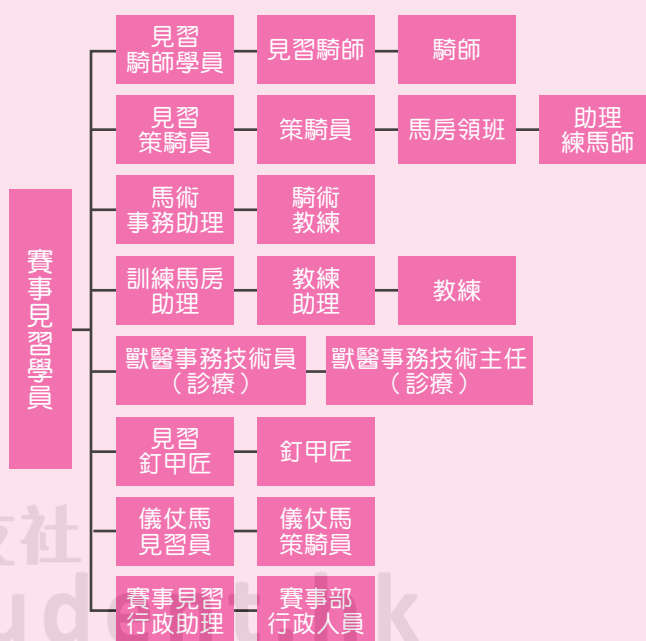 賽事見習學員
見習
騎師學員
見習騎師
騎師
見習
策騎員
策騎員
馬房領班
助理
練馬師
馬術
事務助理
騎術
教練
訓練馬房
助理
教練
助理
教練
獸醫事務技術員
（診療）
獸醫事務技術主任
（診療）
見習
釘甲匠
釘甲匠
儀仗馬
見習員
儀仗馬
策騎員
賽事見習
行政助理
賽事部
行政人員
社
udent.hk